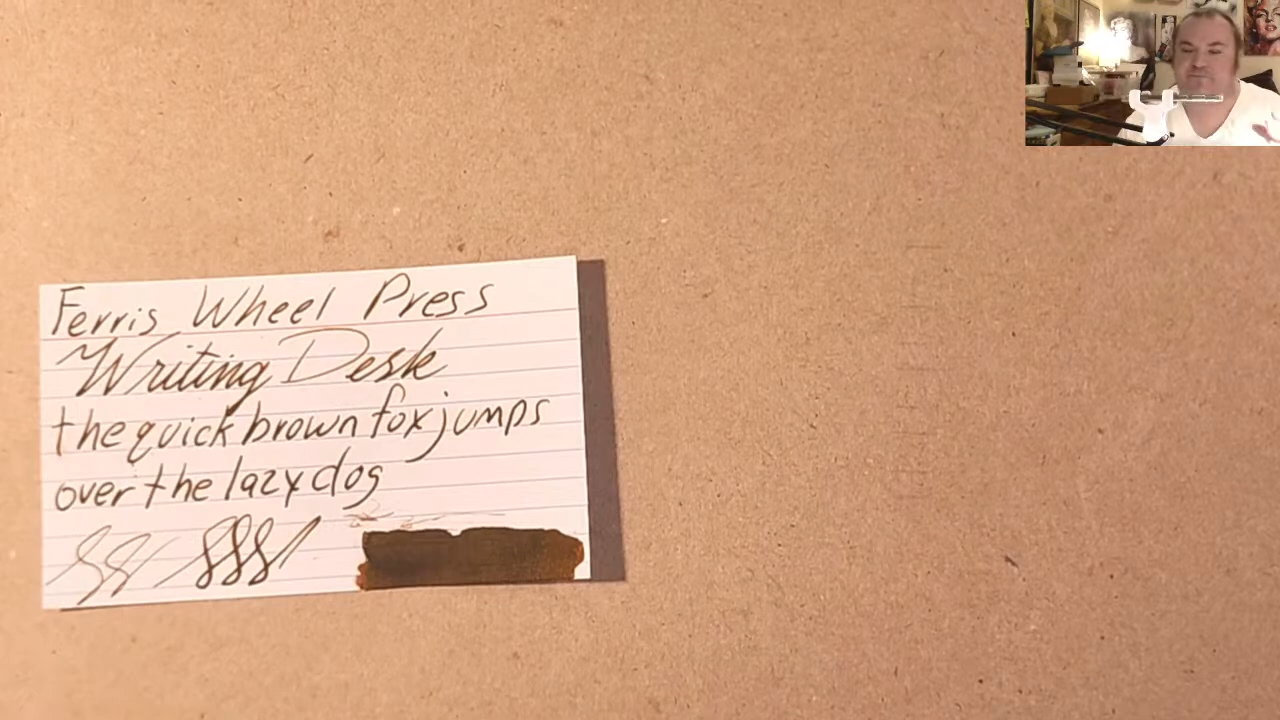 Ferris Wheel Press
Writing Desk
the quick brown fox jumps
over the lazy dog